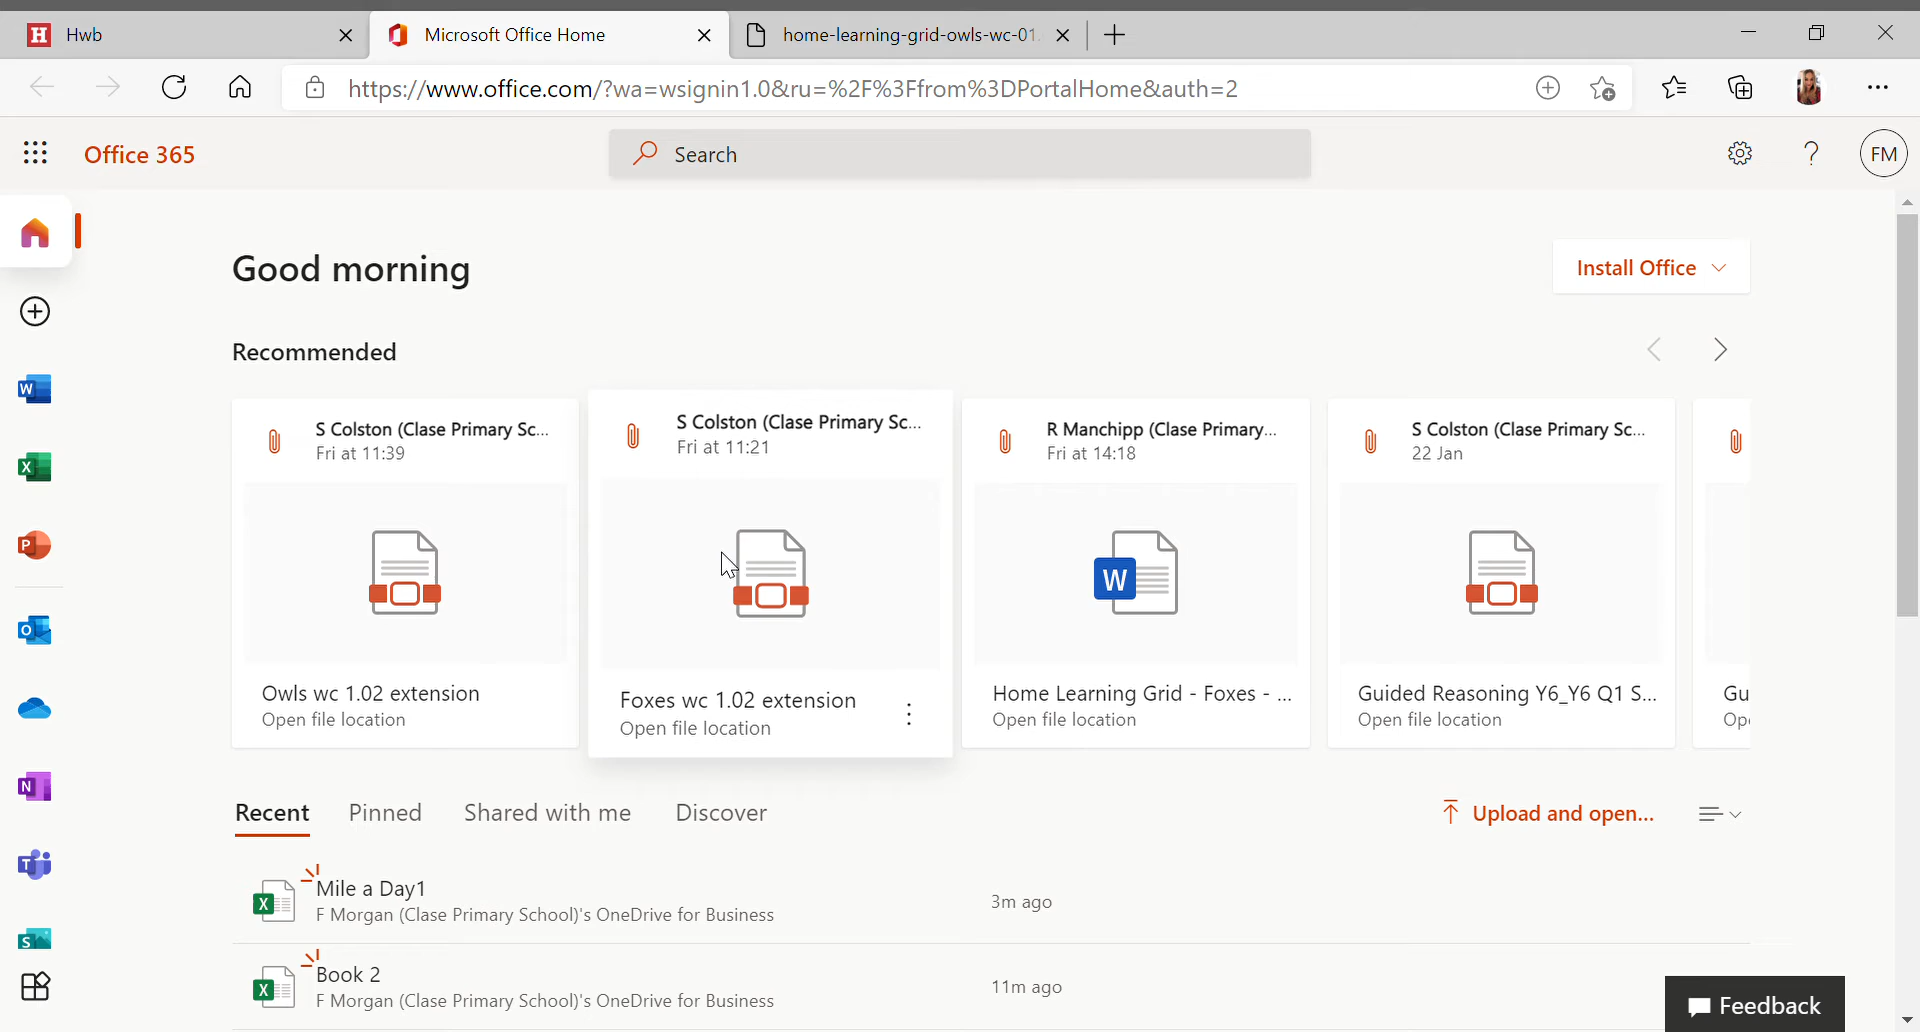 Hwb
Microsoft Office Home
home-learning-grid-owls-wc-01.
https://www.office.com/?wa=wsignin1.0&ru=%2F%3Ffrom%3DPortalHome&auth=2
Office 365
Search
?
FM
Good morning
Install Office
Recommended
S Colston (Clase Primary Sc...
Fri at 11:39
Owls wc 1.02 extension
Open file location
S Colston (Clase Primary Sc...
Fri at 11:21
Foxes wc 1.02 extension
Open file location
R Manchipp (Clase Primary...
Fri at 14:18
W
Home Learning Grid - Foxes - ...
Open file location
S Colston (Clase Primary Sc...
22 Jan
Guided Reasoning Y6_Y6 Q1 S...
Open file location
Gu
Ope
Recent
Pinned
Shared with me
Discover
Upload and open...
Mile a Day1
F Morgan (Clase Primary School)'s OneDrive for Business
3m ago
Book 2
F Morgan (Clase Primary School)'s OneDrive for Business
11m ago
Feedback